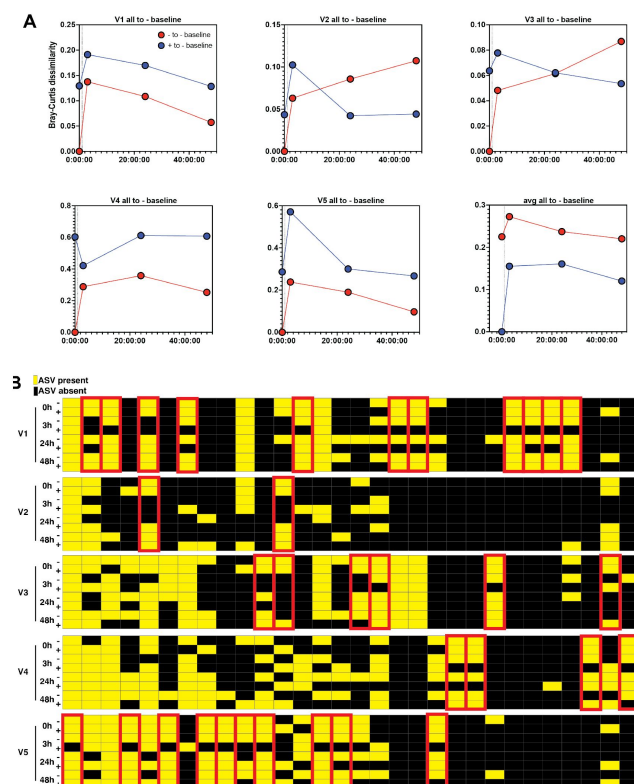 A
V1 all to - baseline
V2 all to - baseline
V3 all to - baseline
Bray-Curtis dissimilarity
0.25
0.20
0.15
0.10
0.05
0.00
- to - baseline
+ to - baseline
0:00:00
20:00:00
40:00:00
0.15
0.10
0.05
0.00
0:00:00
20:00:00
40:00:00
0.10
0.08
0.06
0.04
0.02
0.00
0:00:00
20:00:00
40:00:00
V4 all to - baseline
V5 all to - baseline
avg all to - baseline
0.8
0.6
0.4
0.2
0.0
0:00:00
20:00:00
40:00:00
0.6
0.4
0.2
0.0
0:00:00
20:00:00
40:00:00
0.3
0.2
0.1
0.0
0:00:00
20:00:00
40:00:00
ASV present
ASV absent
V1
0h -
+
3h -
+
24h -
+
48h -
+
V2
0h -
+
3h -
+
24h -
+
48h -
+
V3
0h -
+
3h -
+
24h -
+
48h -
+
V4
0h -
+
3h -
+
24h -
+
48h -
+
V5
0h -
+
3h -
+
24h -
+
48h -
+